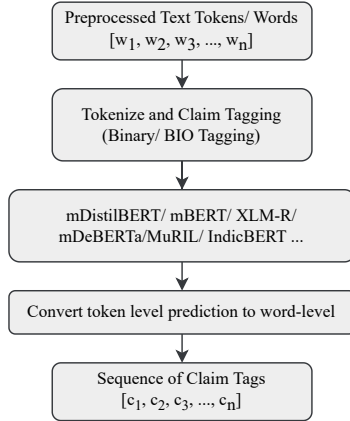 Preprocessed Text Tokens/ Words
[w1, w2, w3, ..., wn]
Tokenize and Claim Tagging
(Binary/ BIO Tagging)
mDistilBERT/ mBERT/ XLM-R/
mDeBERTa/MuRIL/ IndicBERT ...
Convert token level prediction to word-level
Sequence of Claim Tags
[c1, c2, c3, ..., cn]